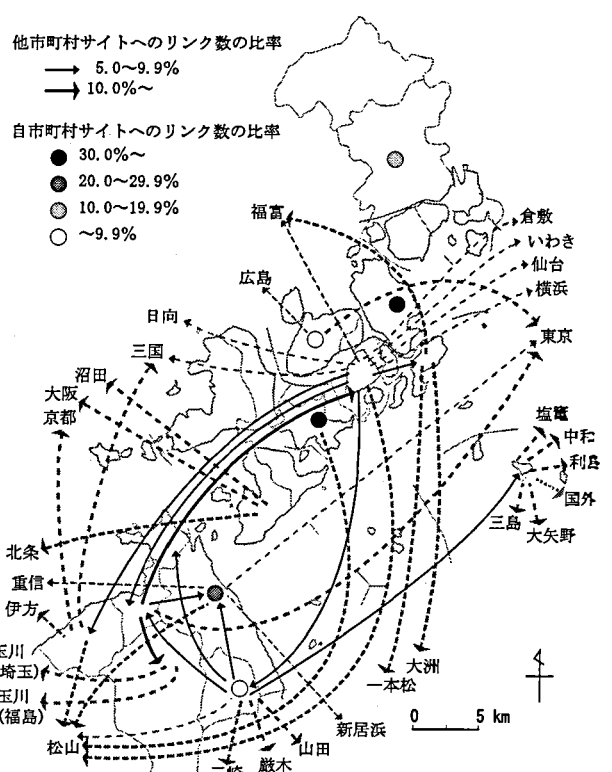 他市町村サイトへのリンク数の比率
5.0～9.9%
10.0%～
自市町村サイトへのリンク数の比率
30.0%～
20.0～29.9%
10.0～19.9%
～9.9%
福富
倉敷
いわき
仙台
横浜
広島
日向
東京
三国
沼田
大阪
京都
塩竃
中和
利島
国外
三島
大矢野
北条
重信
伊方
玉川
埼玉)
玉川
(福島)
松山
大洲
一本松
新居浜
山田
厳木
0 5 km